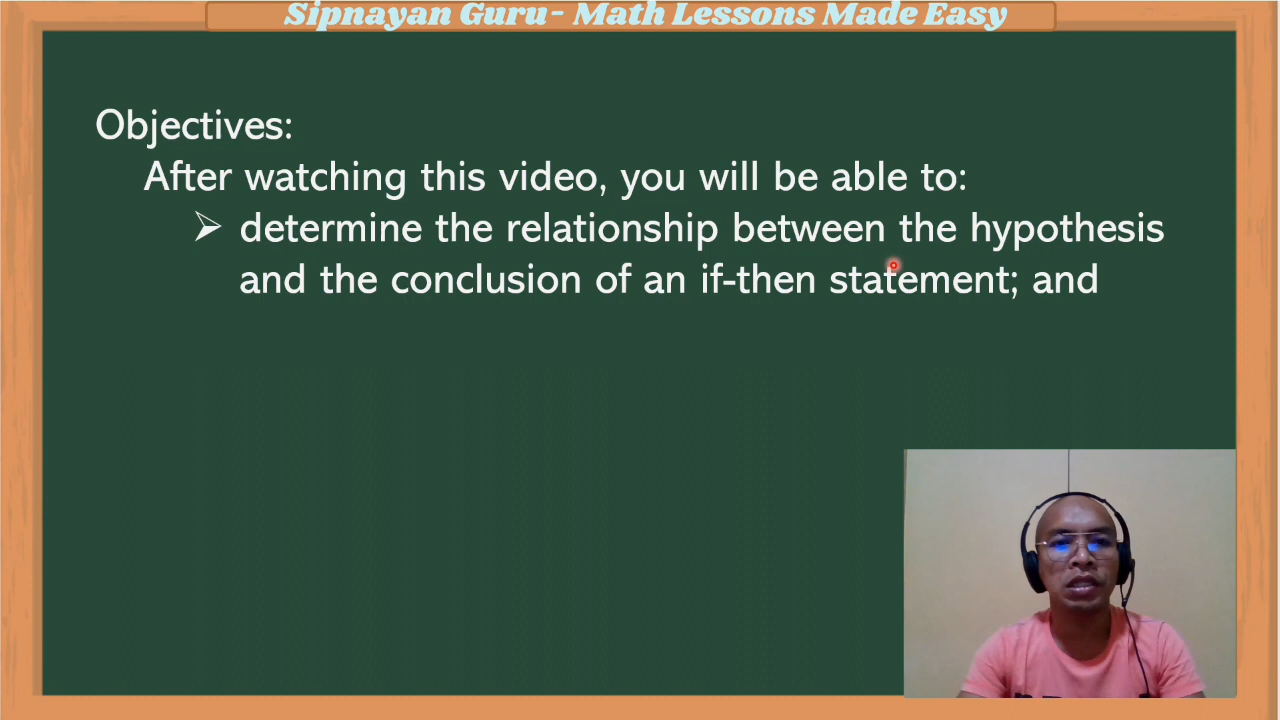 Sipnayan Guru- Math Lessons Made Easy
Objectives:
After watching this video, you will be able to:
➢ determine the relationship between the hypothesis
and the conclusion of an if-then statement; and